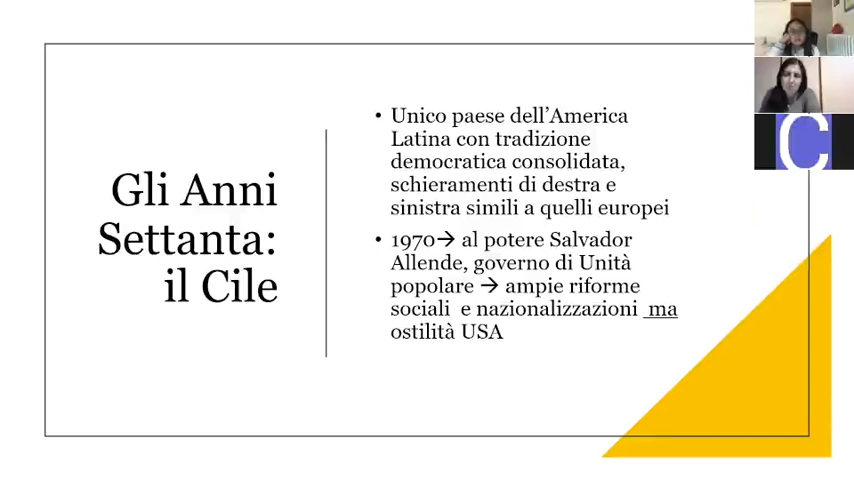 Gli Anni
Settanta:
il Cile
• Unico paese dell'America
Latina con tradizione
democratica consolidata,
schieramenti di destra e
sinistra simili a quelli europei
• 1970→ al potere Salvador
Allende, governo di Unità
popolare → ampie riforme
sociali e nazionalizzazioni ma
ostilità USA
C